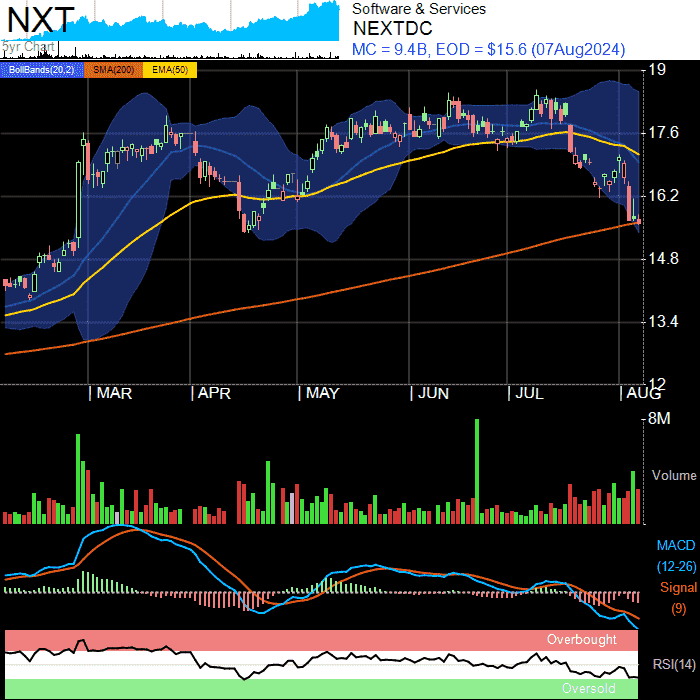 NXT
5yr Chart
Software & Services
NEXTDC
MC = 9.4B, EOD = $15.6 (07Aug2024)
BollBands(20,2) SMA(200) EMA(50)
19
17.6
16.2
14.8
13.4
12
MAR APR MAY JUN JUL AUG
8M
Volume
MACD
(12-26)
Signal
(9)
Overbought
RSI(14)
Oversold